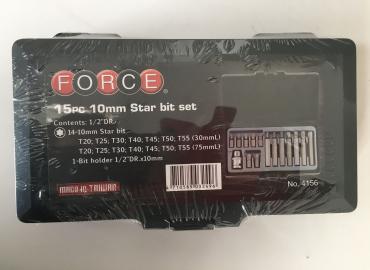 FORCE
15PC 10mm Star bit set
Contents: 1/2"DR.
14-10mm Star bit
T20; T25; T30; T40; T45; T50; T55 (30mmL)
T20; T25; T30; T40; T45; T50; T55 (75mmL)
1-Bit holder 1/2"DR.x10mm
MADE IN TAIWAN
No. 4156